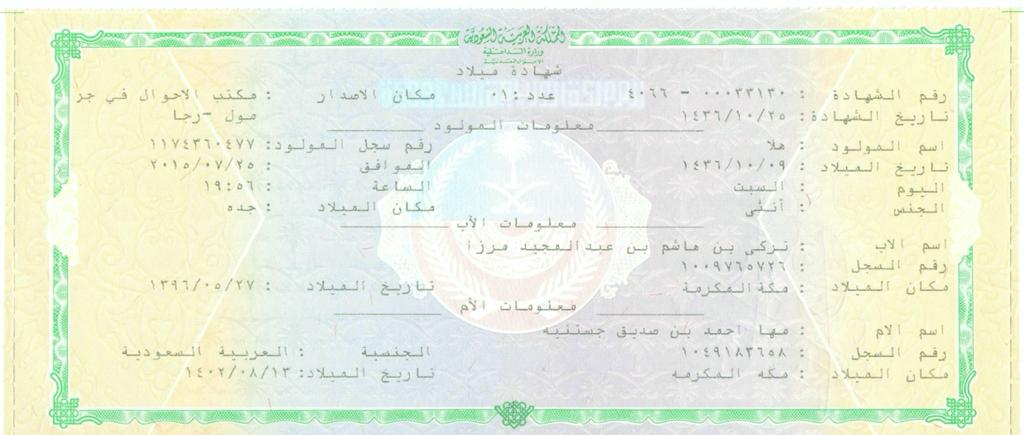 المملكة العربية السعودية
وزارة الداخلية
الأحوال المدنية
شهادة ميلاد
رقم الشهادة : ٠٠٠٣٣١٣٠ - ٤٠٦٦ عدد : ٠١ مكان الاصدار : مكتب الاحوال في جر
تاريخ الشهادة : ١٤٣٦/١٠/٢٥ مول -رجا
معلومات المولود
اسم المولود : هلا رقم سجل المولود : ١١٧٤٣٦٠٤٧٧
تاريخ الميلاد : ١٤٣٦/١٠/٠٩ الموافق : ٢٠١٥/٠٧/٢٥
اليوم : السبت الساعة : ١٩:٥٦
الجنس : أنثى مكان الميلاد : جده
معلومات الأب
اسم الاب : تركي بن هاشم بن عبدالمجيد مرزا
رقم السجل : ١٠٠٩٧٦٥٧٢٦
مكان الميلاد : مكة المكرمة تاريخ الميلاد : ١٣٩٦/٠٥/٢٧
معلومات الأم
اسم الام : مها احمد بن صديق جستنيه
رقم السجل : ١٠٤٩١٨٣٦٥٨ الجنسية : العربية السعودية
مكان الميلاد : مكه المكرمه تاريخ الميلاد : ١٤٠٢/٠٨/١٣